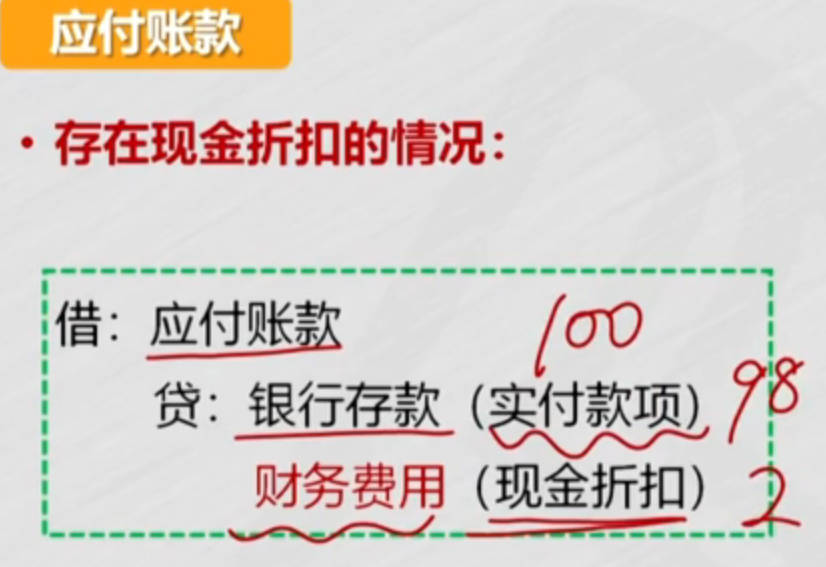 应付账款
• 存在现金折扣的情况：
借：应付账款 100
贷：银行存款（实付款项） 98
财务费用（现金折扣） 2